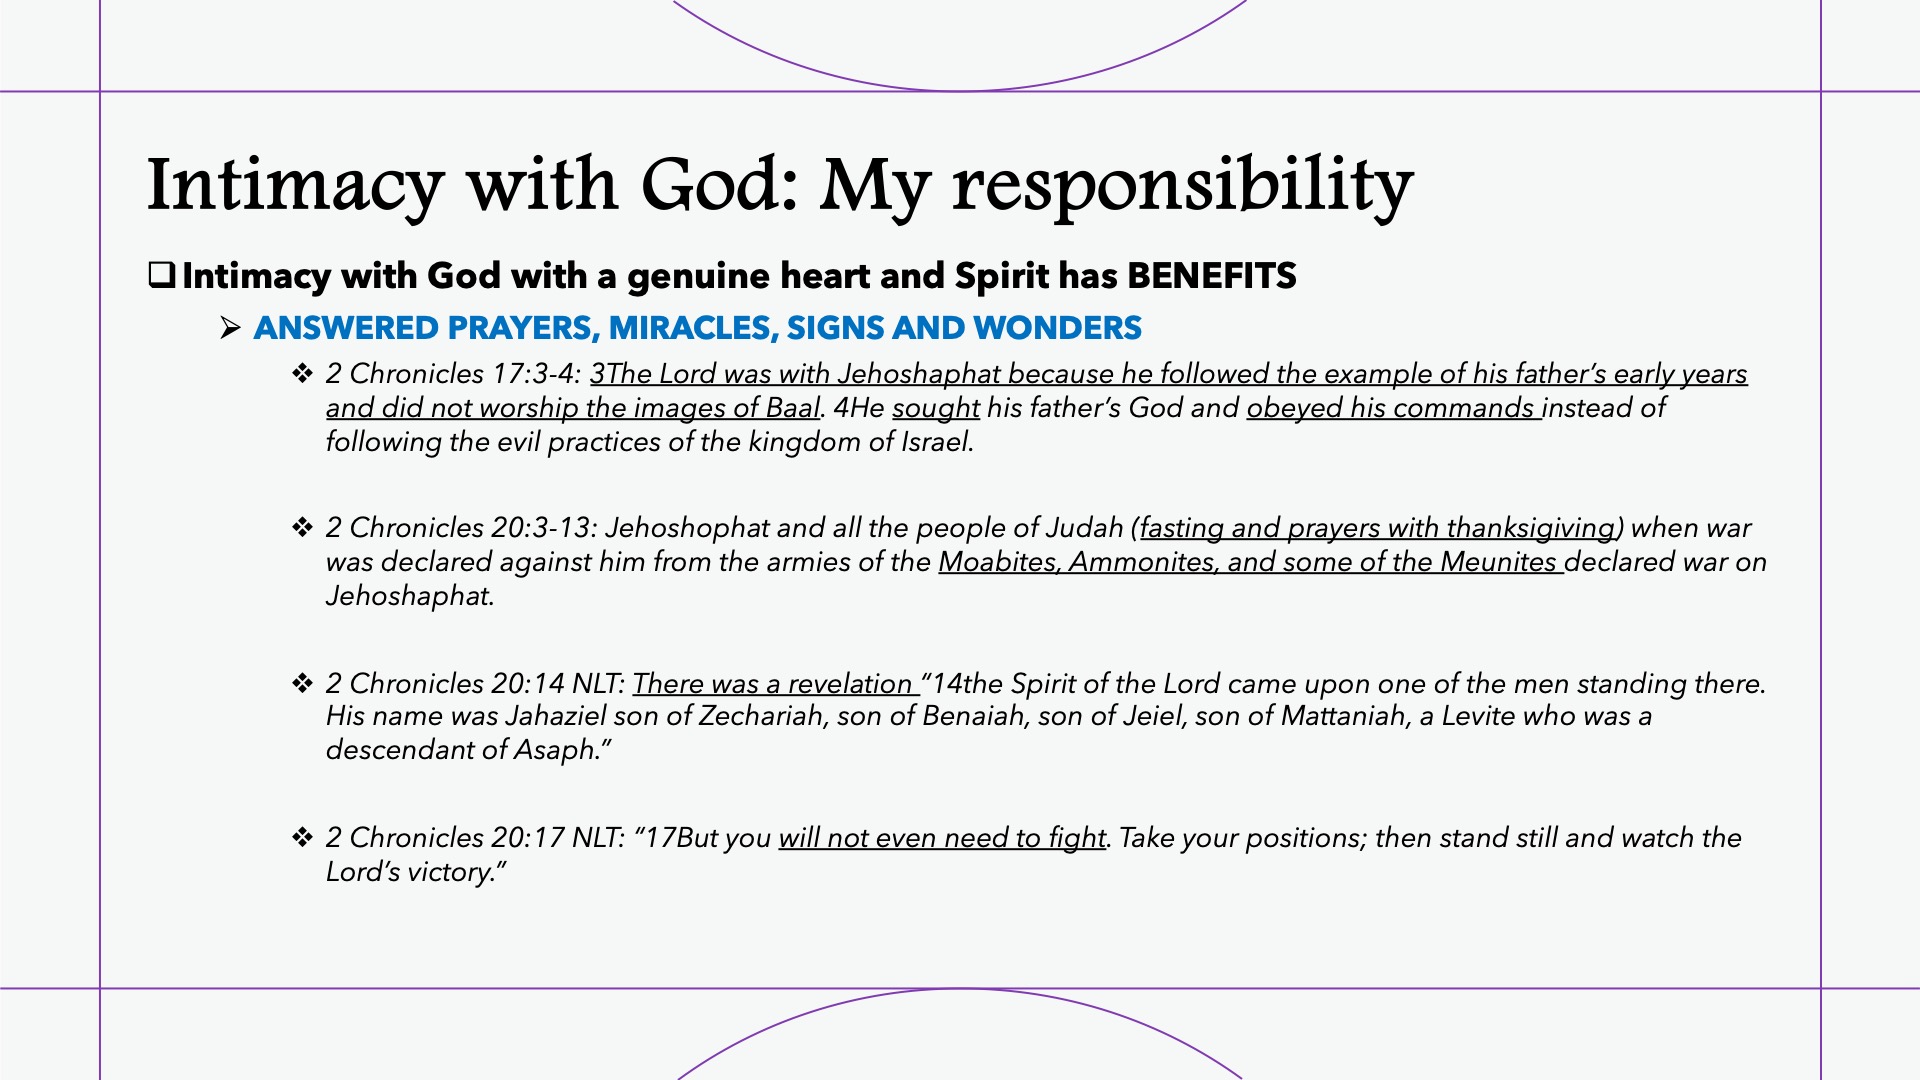 Intimacy with God: My responsibility
❑ Intimacy with God with a genuine heart and Spirit has BENEFITS
➢ ANSWERED PRAYERS, MIRACLES, SIGNS AND WONDERS
❖ 2 Chronicles 17:3-4: 3The Lord was with Jehoshaphat because he followed the example of his father’s early years
and did not worship the images of Baal. 4He sought his father’s God and obeyed his commands instead of
following the evil practices of the kingdom of Israel.
❖ 2 Chronicles 20:3-13: Jehoshophat and all the people of Judah (fasting and prayers with thanksigiving) when war
was declared against him from the armies of the Moabites, Ammonites, and some of the Meunites declared war on
Jehoshaphat.
❖ 2 Chronicles 20:14 NLT: There was a revelation “14the Spirit of the Lord came upon one of the men standing there.
His name was Jahaziel son of Zechariah, son of Benaiah, son of Jeiel, son of Mattaniah, a Levite who was a
descendant of Asaph.”
❖ 2 Chronicles 20:17 NLT: “17But you will not even need to fight. Take your positions; then stand still and watch the
Lord’s victory.”